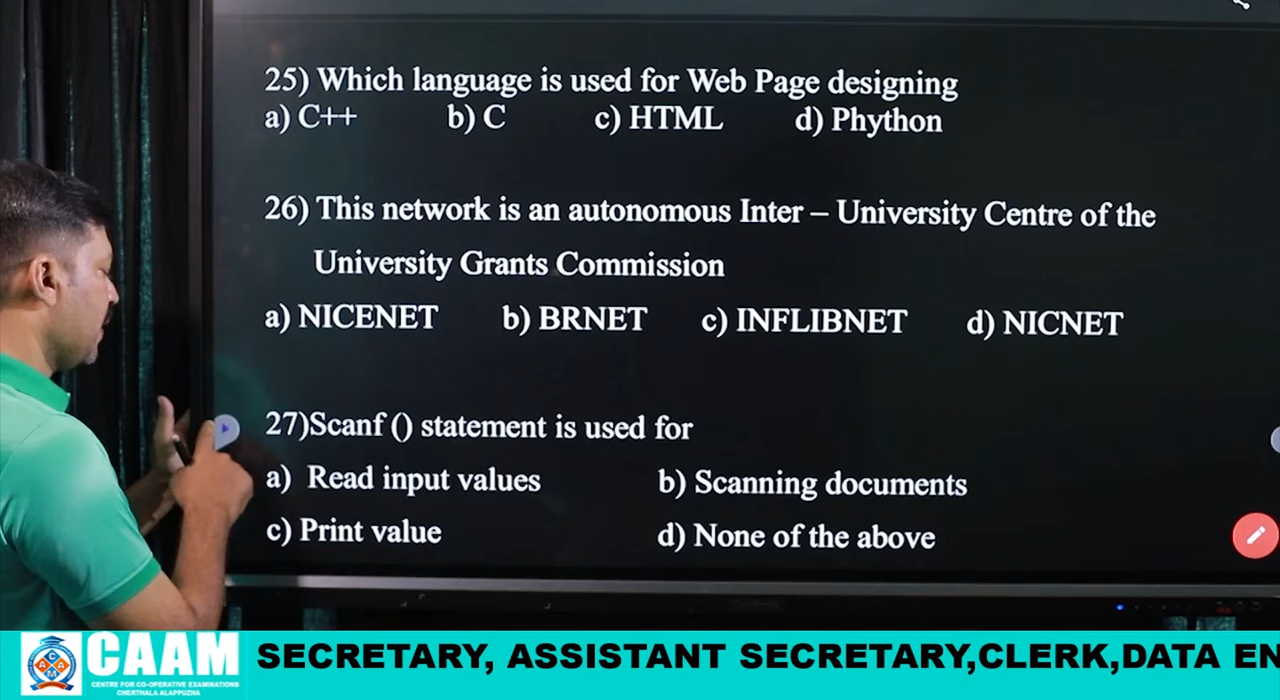 25) Which language is used for Web Page designing
a) C++ b) C c) HTML d) Phython
26) This network is an autonomous Inter – University Centre of the
University Grants Commission
a) NICENET b) BRNET c) INFLIBNET d) NICNET
27)Scanf () statement is used for
a) Read input values b) Scanning documents
c) Print value d) None of the above
CAAM
CENTRE FOR CO-OPERATIVE EXAMINATIONS
CHERTHALA ALAPPUZHA
SECRETARY, ASSISTANT SECRETARY,CLERK,DATA EN